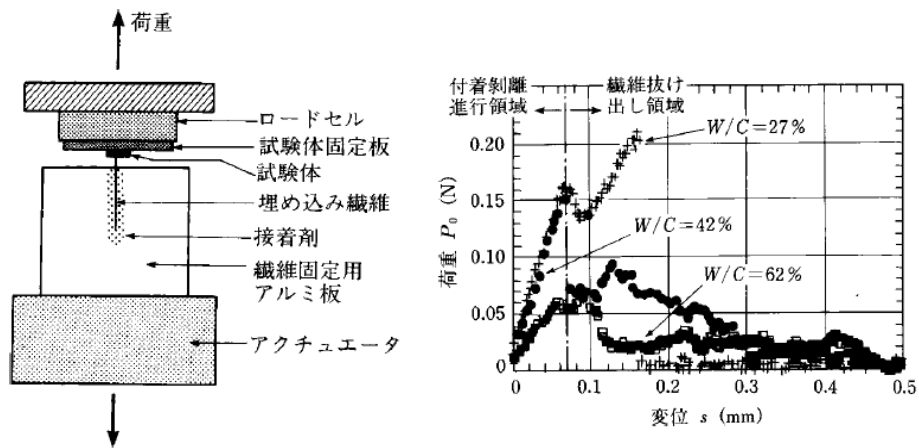 荷重
ロードセル
試験体固定板
試験体
埋め込み繊維
接着剤
繊維固定用
アルミ板
アクチュエータ
付着剥離
進行領域
繊維抜け
出し領域
W/C=27%
W/C=42%
W/C=62%
荷重 P₀ (N)
0.20
0.15
0.10
0.05
0
0
0.1
0.2
0.3
0.4
0.5
変位 s (mm)